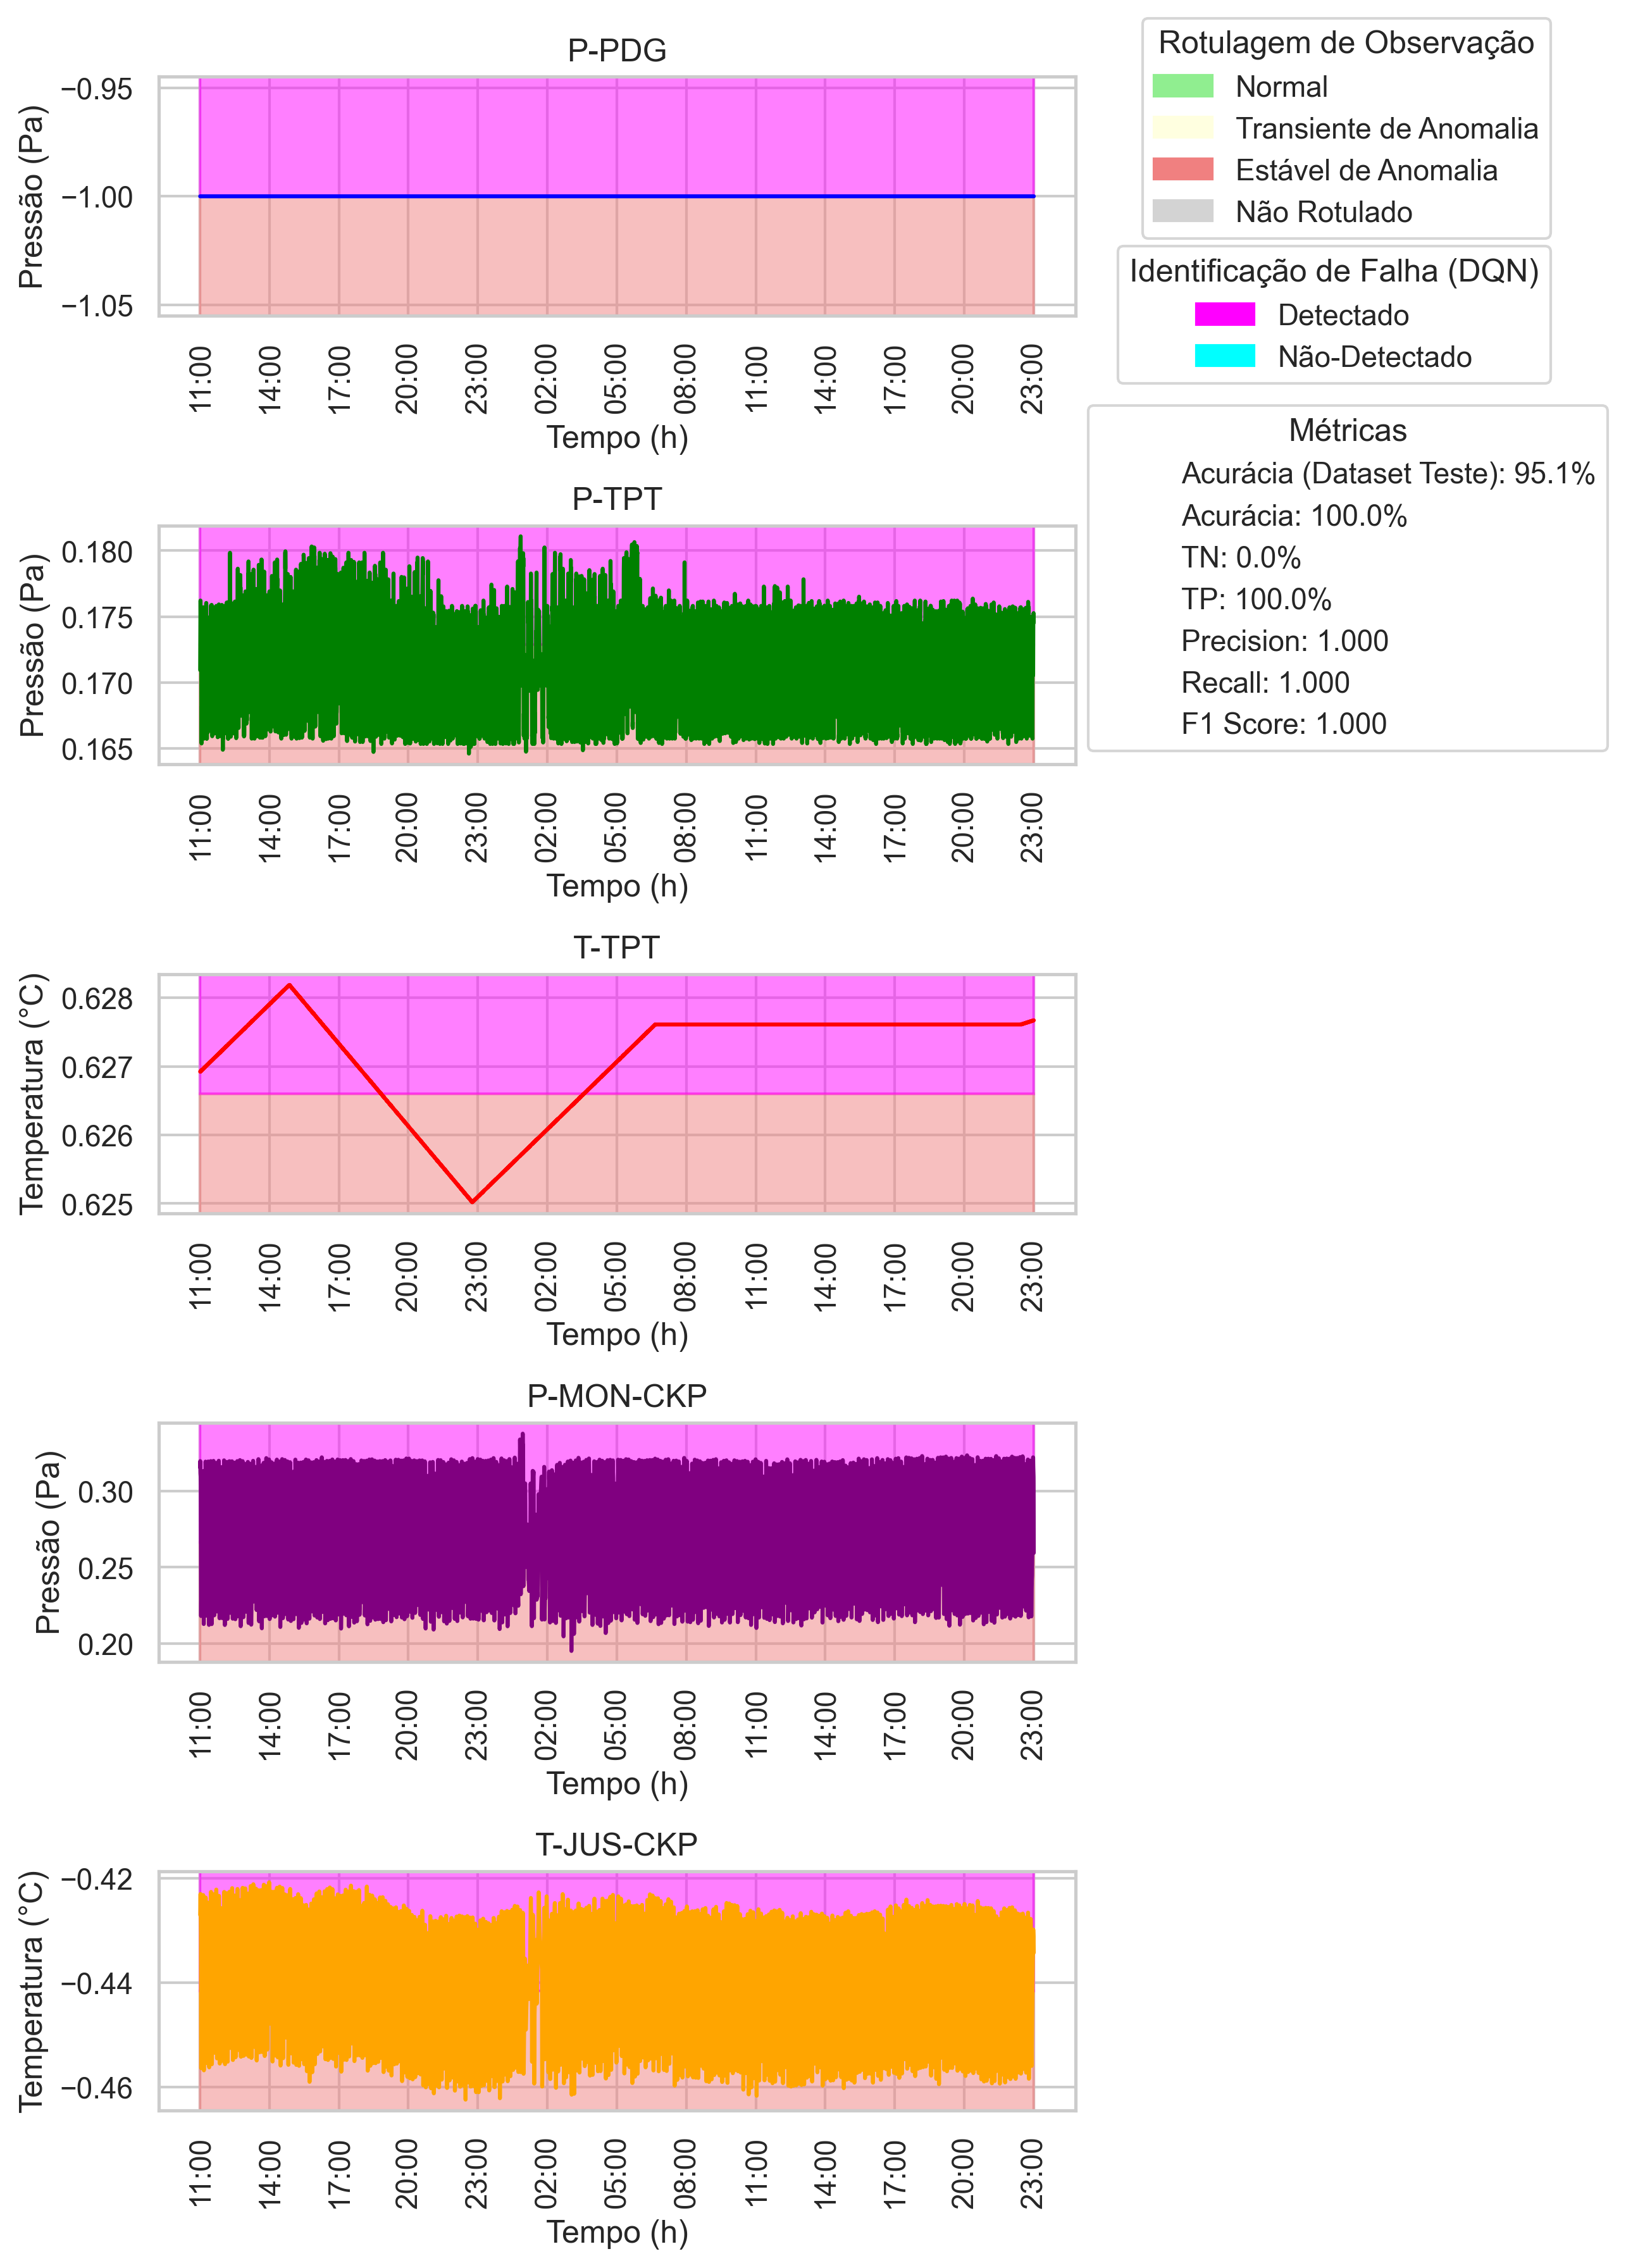 P-PDG
Pressão (Pa)
−0.95
−1.00
−1.05
11:00
14:00
17:00
20:00
23:00
02:00
05:00
08:00
11:00
14:00
17:00
20:00
23:00
Tempo (h)
Rotulagem de Observação
Normal
Transiente de Anomalia
Estável de Anomalia
Não Rotulado
Identificação de Falha (DQN)
Detectado
Não-Detectado
Métricas
Acurácia (Dataset Teste): 95.1%
Acurácia: 100.0%
TN: 0.0%
TP: 100.0%
Precision: 1.000
Recall: 1.000
F1 Score: 1.000
P-TPT
Pressão (Pa)
0.180
0.175
0.170
0.165
11:00
14:00
17:00
20:00
23:00
02:00
05:00
08:00
11:00
14:00
17:00
20:00
23:00
Tempo (h)
T-TPT
Temperatura (°C)
0.628
0.627
0.626
0.625
11:00
14:00
17:00
20:00
23:00
02:00
05:00
08:00
11:00
14:00
17:00
20:00
23:00
Tempo (h)
P-MON-CKP
Pressão (Pa)
0.30
0.25
0.20
11:00
14:00
17:00
20:00
23:00
02:00
05:00
08:00
11:00
14:00
17:00
20:00
23:00
Tempo (h)
T-JUS-CKP
Temperatura (°C)
−0.42
−0.44
−0.46
11:00
14:00
17:00
20:00
23:00
02:00
05:00
08:00
11:00
14:00
17:00
20:00
23:00
Tempo (h)